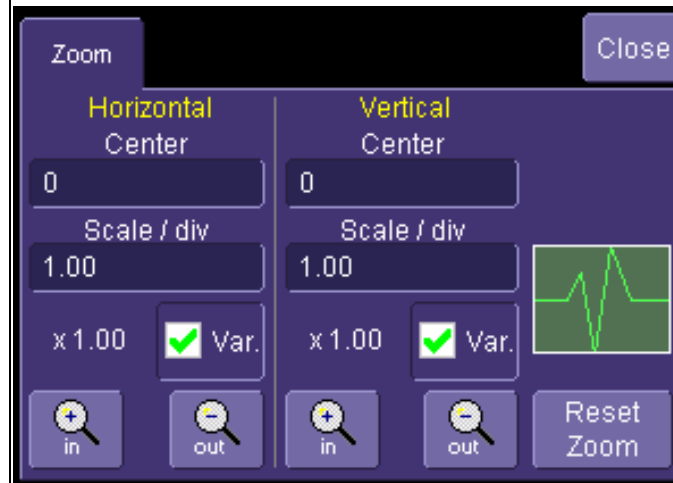 Zoom
Close
Horizontal
Vertical
Center
Center
0
0
Scale / div
Scale / div
1.00
1.00
x 1.00
Var.
x 1.00
Var.
in
out
in
out
Reset
Zoom